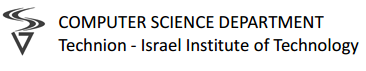 COMPUTER SCIENCE DEPARTMENT
Technion - Israel Institute of Technology